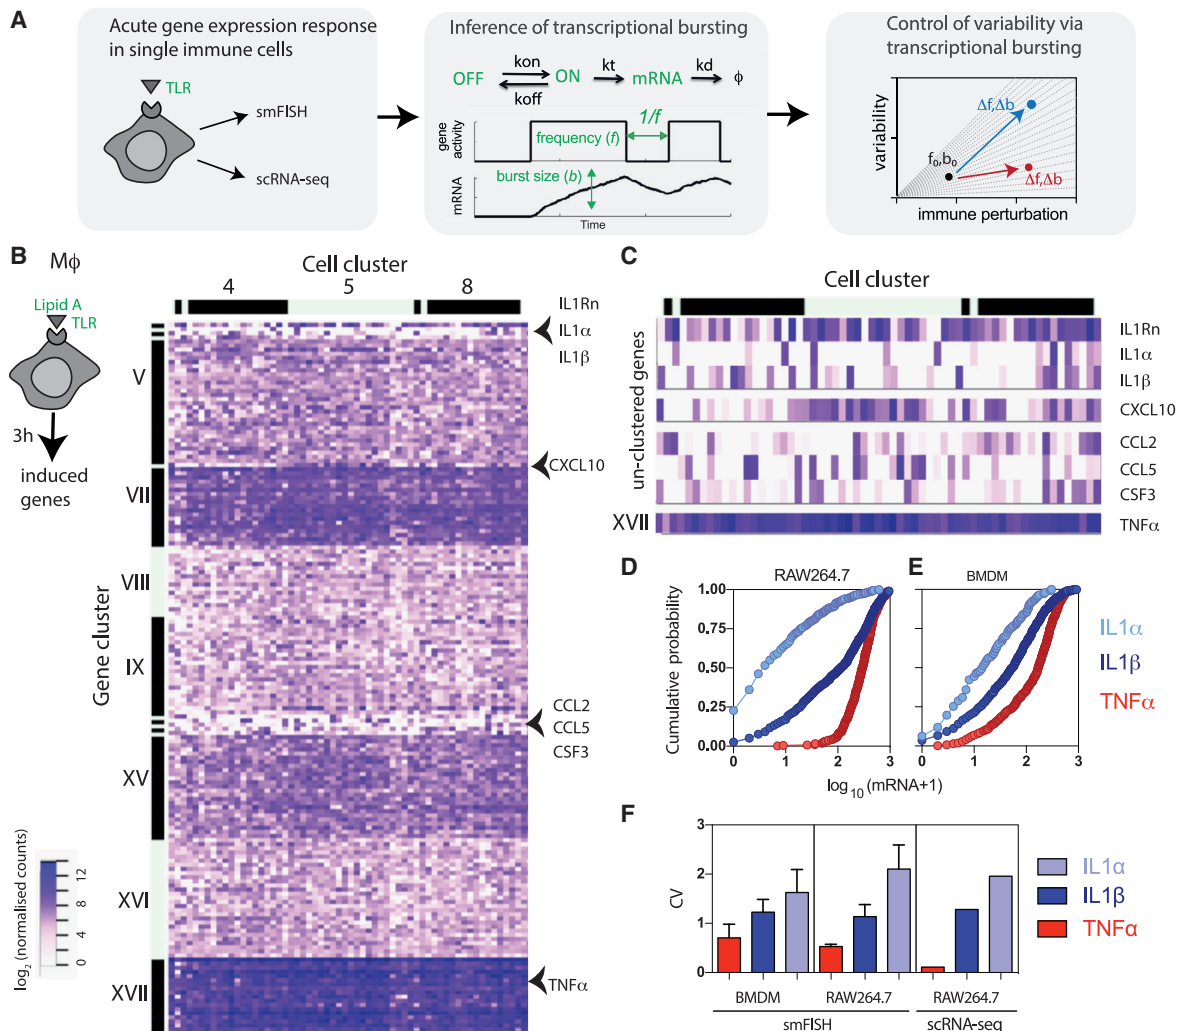 A
Acute gene expression response
in single immune cells
TLR
smFISH
scRNA-seq
Inference of transcriptional bursting
OFF
kon
koff
ON
kt
mRNA
kd
ϕ
gene
activity
frequency (f)
1/f
mRNA
burst size (b)
Time
Control of variability via
transcriptional bursting
variability
f₀,b₀
Δf,Δb
Δf,Δb
immune perturbation
B
Mϕ
Lipid A
TLR
3h
induced
genes
Cell cluster
4 5 8
Gene cluster
V
VII
VIII
IX
XV
XVI
XVII
IL1Rn
IL1α
IL1β
CXCL10
CCL2
CCL5
CSF3
TNFα
log₂ (normalised counts)
0 4 8 12
C
Cell cluster
un-clustered genes
IL1Rn
IL1α
IL1β
CXCL10
CCL2
CCL5
CSF3
XVII
TNFα
D
RAW264.7
Cumulative probability
1.00
0.75
0.50
0.25
0.00
0 1 2 3
log₁₀ (mRNA+1)
E
BMDM
0 1 2 3
IL1α
IL1β
TNFα
F
CV
3
2
1
0
BMDM
RAW264.7
RAW264.7
smFISH
scRNA-seq
IL1α
IL1β
TNFα